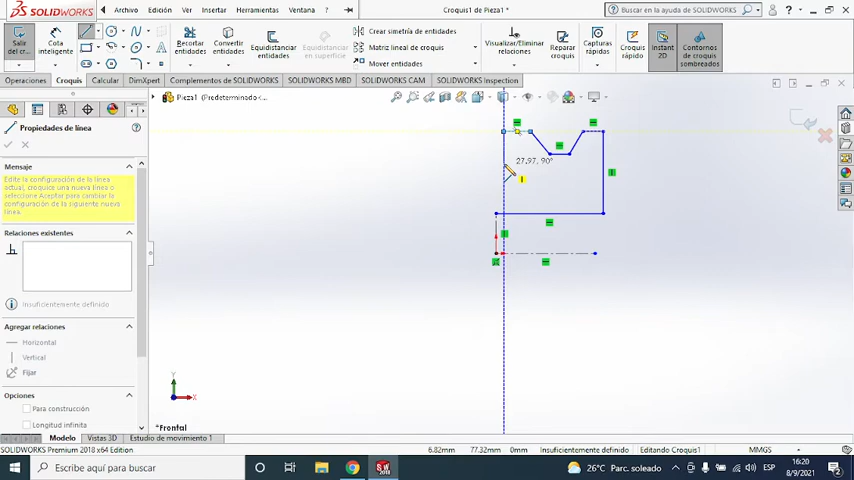 SOLIDWORKS
Archivo Edición Ver Insertar Herramientas Ventana
Croquis1 de Pieza1 *
Buscar en la ayuda de SOLIDWORKS
Salir del cr...
Cota inteligente
Recortar entidades
Convertir entidades
Equidistanciar entidades
Equidistanciar en superficie
Crear simetría de entidades
Matriz lineal de croquis
Mover entidades
Visualizar/Eliminar relaciones
Reparar croquis
Capturas rápidas
Croquis rápido
Instant 2D
Contornos de croquis sombreados
Operaciones Croquis Calcular DimXpert Complementos de SOLIDWORKS SOLIDWORKS MBD SOLIDWORKS CAM SOLIDWORKS Inspection
Pieza1 (Predeterminado<<...
Propiedades de línea
Mensaje
Edite la configuración de la línea
actual, croquice una nueva línea
o seleccione Aceptar para cambiar la
configuración de la siguiente nueva
línea.
Relaciones existentes
Insuficientemente definido
Agregar relaciones
Horizontal
Vertical
Fijar
Opciones
Para construcción
Longitud infinita
27,97, 90°
Y
X
*Frontal
Modelo Vistas 3D Estudio de movimiento 1
SOLIDWORKS Premium 2018 x64 Edition
6.82mm 77.32mm 0mm Insuficientemente definido Editando Croquis1 MMGS
Escribe aquí para buscar
26°C Parc. soleado
ESP
16:20
8/9/2021